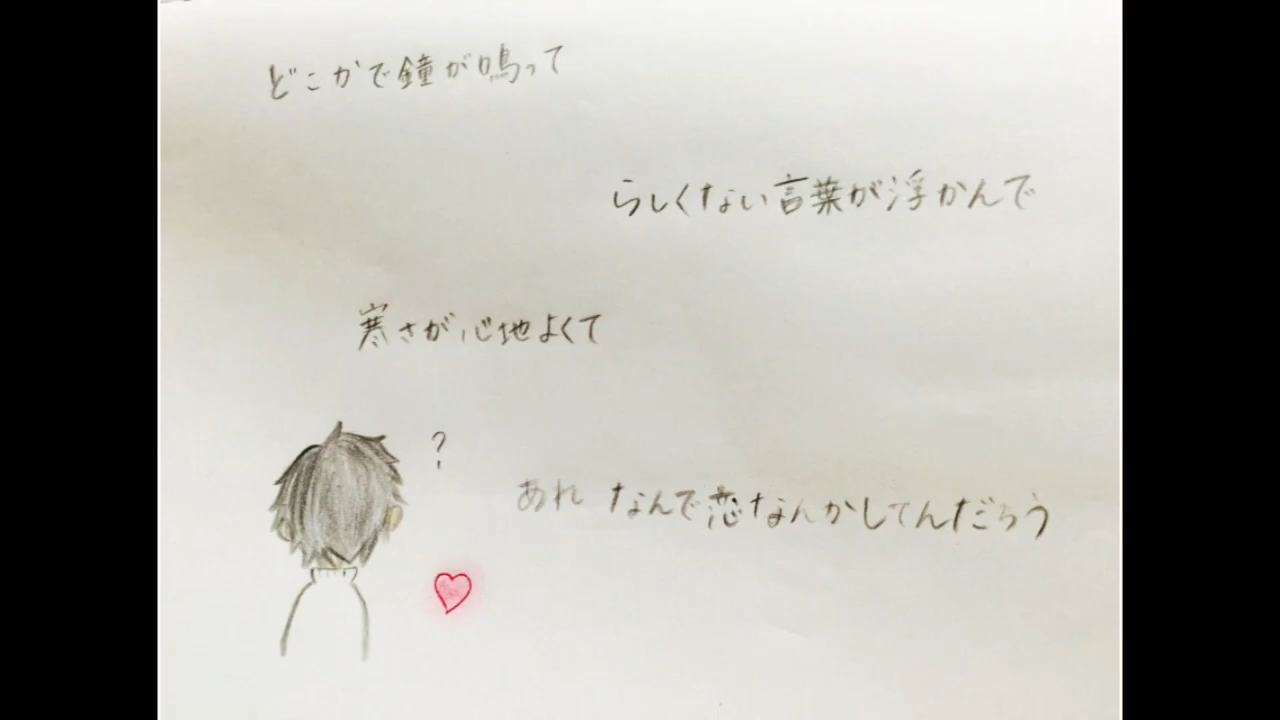 どこかで鐘が鳴って
らしくない言葉が浮かんで
寒さが心地よくて
?
あれ なんで恋なんかしてんだろう